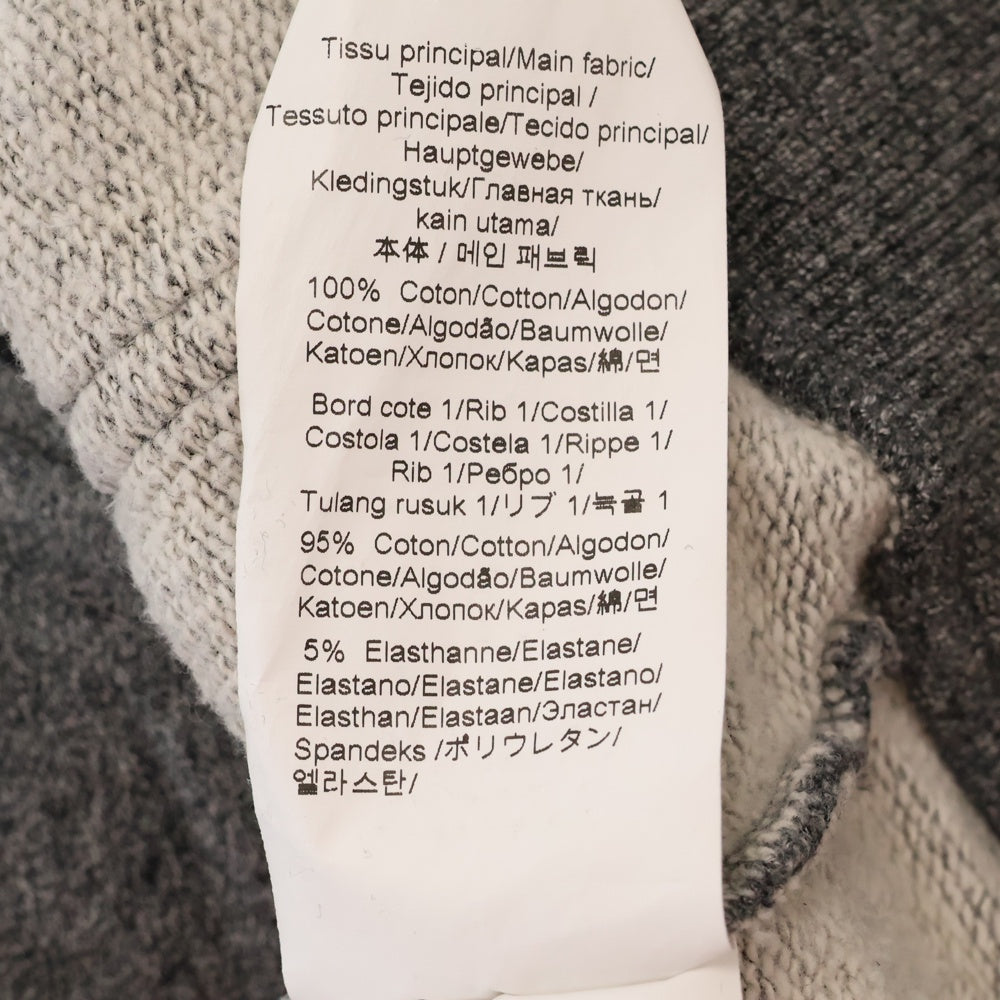 Tissu principal/Main fabric/
Tejido principal /
Tessuto principale/Tecido principal/
Hauptgewebe/
Kledingstuk/Главная ткань/
kain utama/
本体 / 메인 패브릭
100% Coton/Cotton/Algodon/
Cotone/Algodão/Baumwolle/
Katoen/Хлопок/Kapas/綿/면
Bord cote 1/Rib 1/Costilla 1/
Costola 1/Costela 1/Rippe 1/
Rib 1/Ребро 1/
Tulang rusuk 1/リブ 1/늑골 1
95% Coton/Cotton/Algodon/
Cotone/Algodão/Baumwolle/
Katoen/Хлопок/Kapas/綿/면
5% Elasthanne/Elastane/
Elastano/Elastane/Elastano/
Elasthan/Elastaan/Эластан/
Spandeks /ポリウレタン/
엘라스탄/